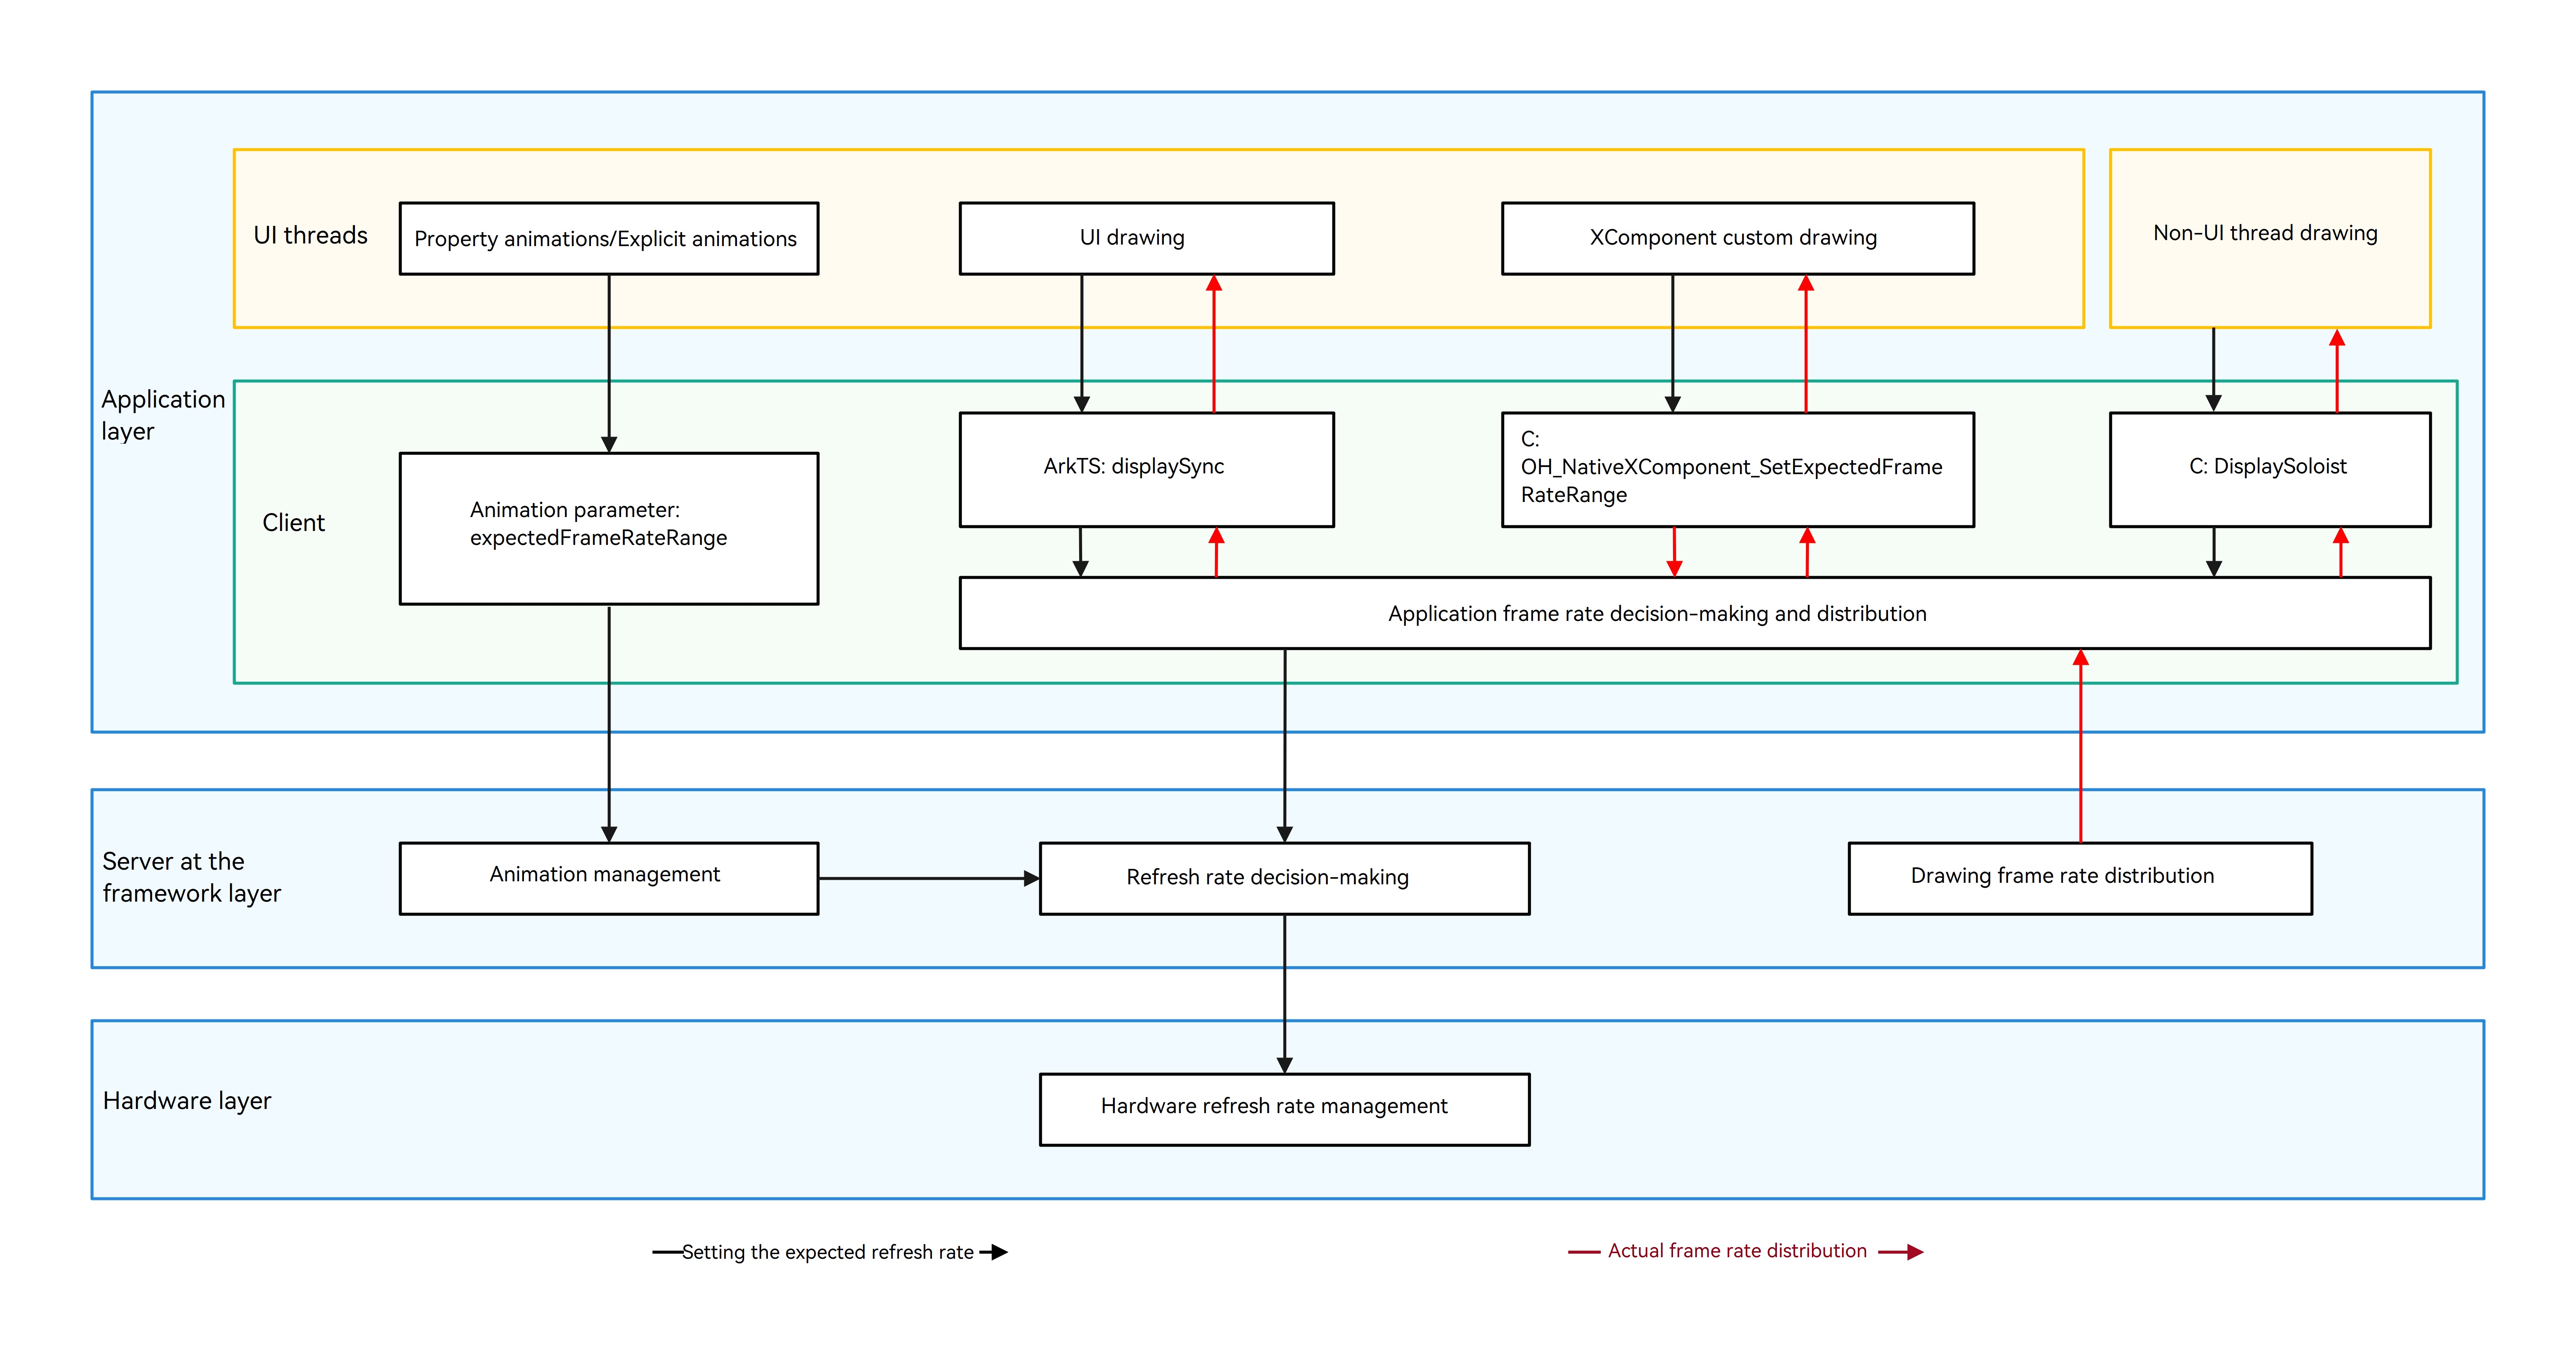 UI threads
Property animations/Explicit animations
UI drawing
XComponent custom drawing
Non-UI thread drawing
Application
layer
Client
Animation parameter:
expectedFrameRateRange
ArkTS: displaySync
C:
OH_NativeXComponent_SetExpectedFrame
RateRange
C: DisplaySoloist
Application frame rate decision-making and distribution
Server at the
framework layer
Animation management
Refresh rate decision-making
Drawing frame rate distribution
Hardware layer
Hardware refresh rate management
Setting the expected refresh rate
Actual frame rate distribution